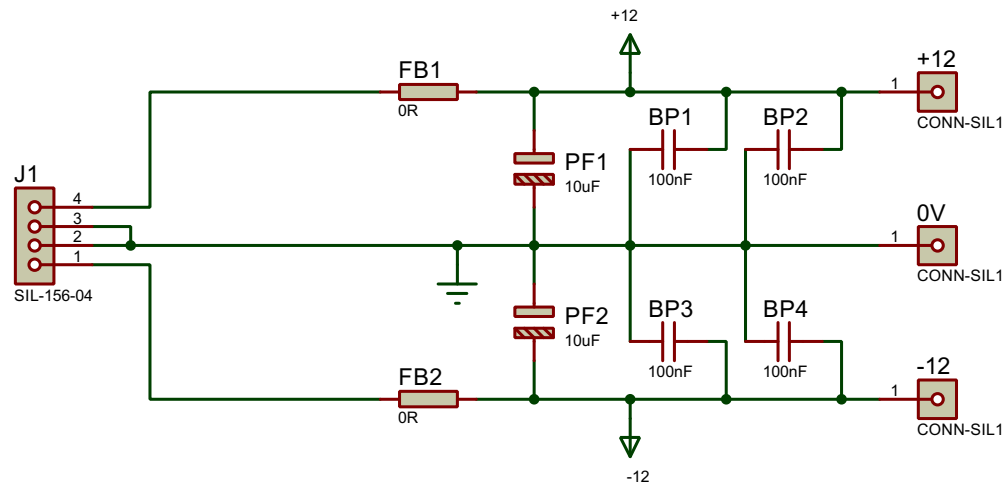 +12
FB1
0R
+12
1
CONN-SIL1
BP1
100nF
BP2
100nF
PF1
10uF
J1
4
3
2
1
SIL-156-04
0V
1
CONN-SIL1
PF2
10uF
BP3
100nF
BP4
100nF
FB2
0R
-12
1
CONN-SIL1
-12